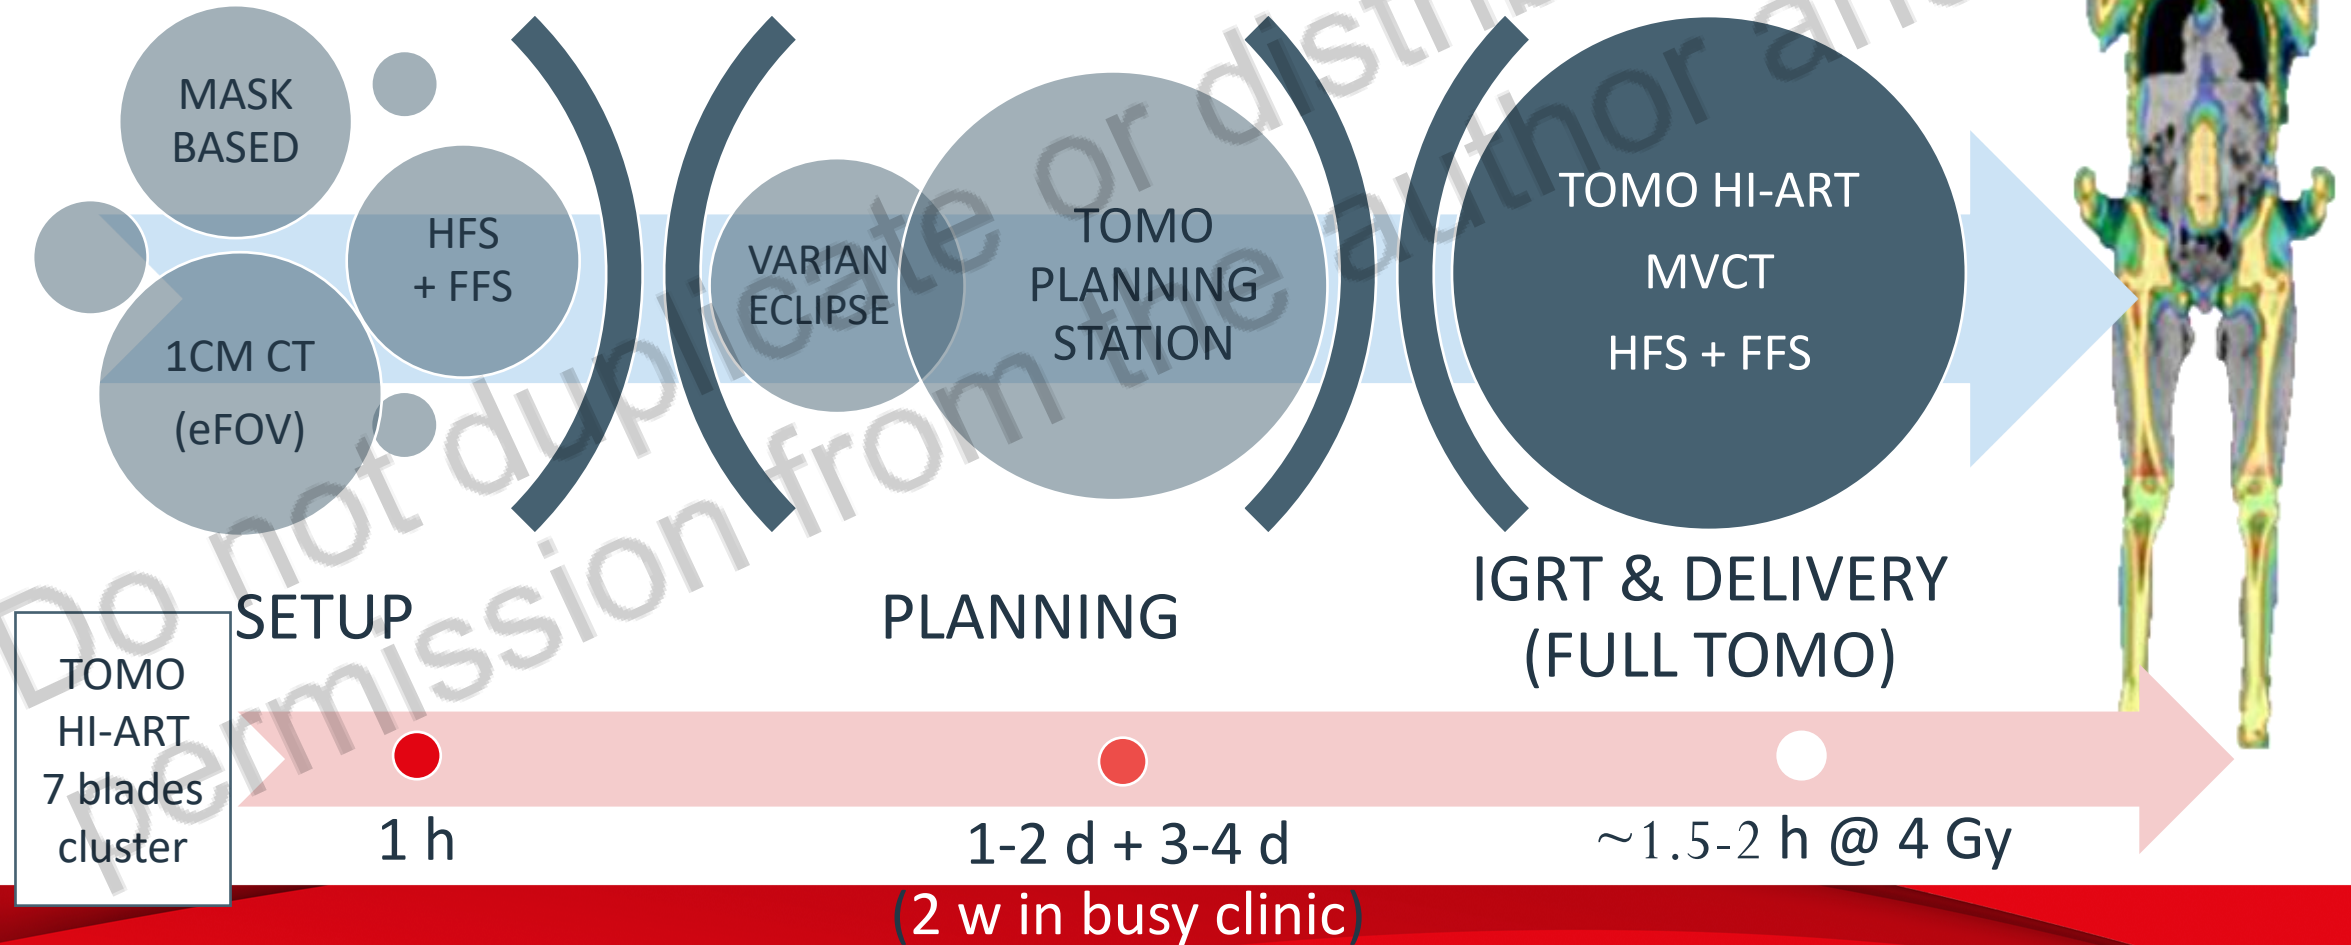 MASK
BASED
HFS
+ FFS
1CM CT
(eFOV)
VARIAN
ECLIPSE
TOMO
PLANNING
STATION
TOMO HI-ART
MVCT
HFS + FFS
SETUP
PLANNING
IGRT & DELIVERY
(FULL TOMO)
TOMO
HI-ART
7 blades
cluster
1 h
1-2 d + 3-4 d
(2 w in busy clinic)
~1.5-2 h @ 4 Gy
Do not duplicate or distrib
permission from the author and